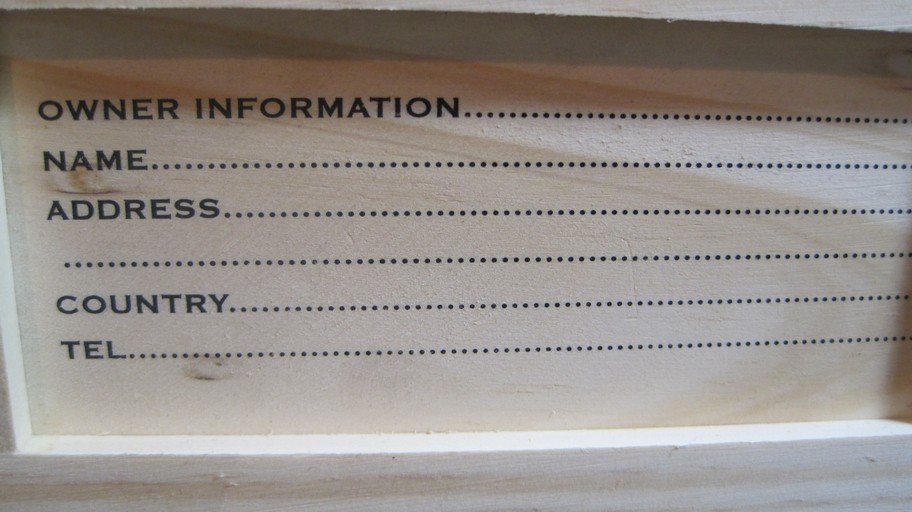 OWNER INFORMATION....................................................
NAME....................................................................
ADDRESS................................................................
..............................................................................
COUNTRY...............................................................
TEL........................................................................